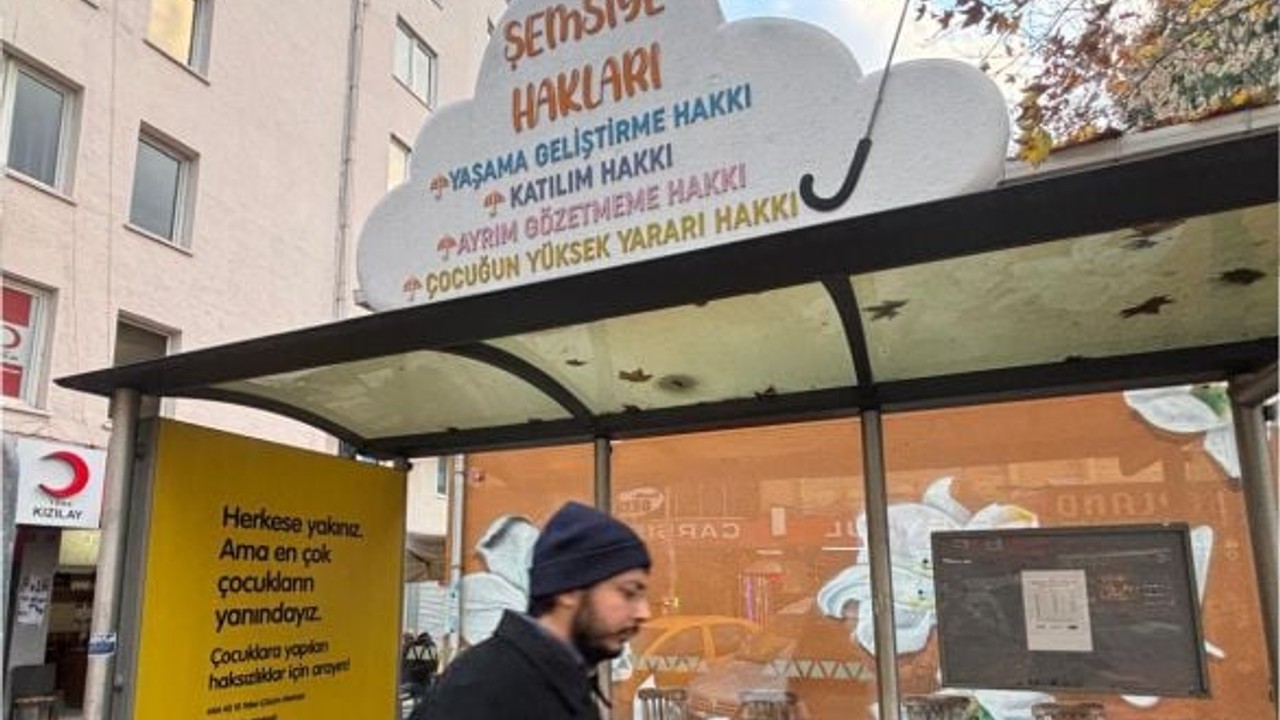 ŞEMSİYE
HAKLARI
YAŞAMA GELİŞTİRME HAKKI
KATILIM HAKKI
AYRIM GÖZETMEME HAKKI
ÇOCUĞUN YÜKSEK YARARI HAKKI
Herkese yakınız.
Ama en çok
çocukların
yanındayız.
Çocuklara yapılan
haksızlıklar için arayın!
KIZILAY